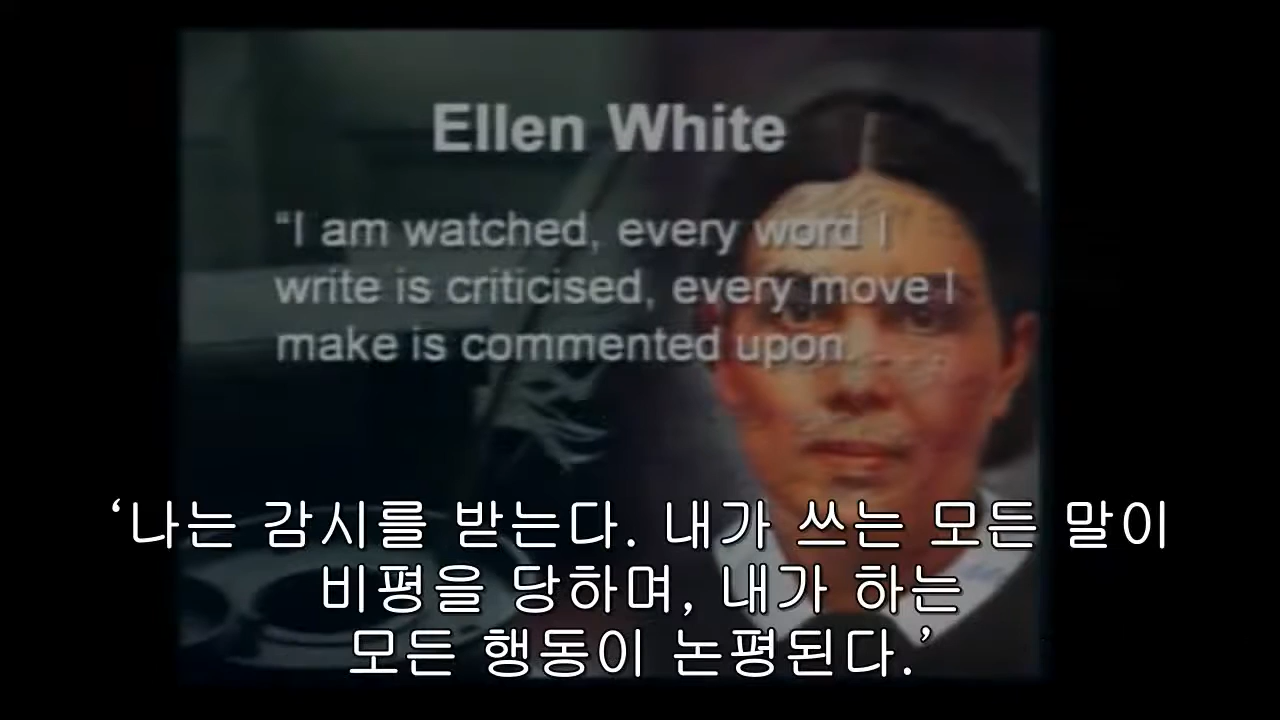 Ellen White
“I am watched, every word I
write is criticised, every move I
make is commented upon.
‘나는 감시를 받는다. 내가 쓰는 모든 말이
비평을 당하며, 내가 하는
모든 행동이 논평된다.’